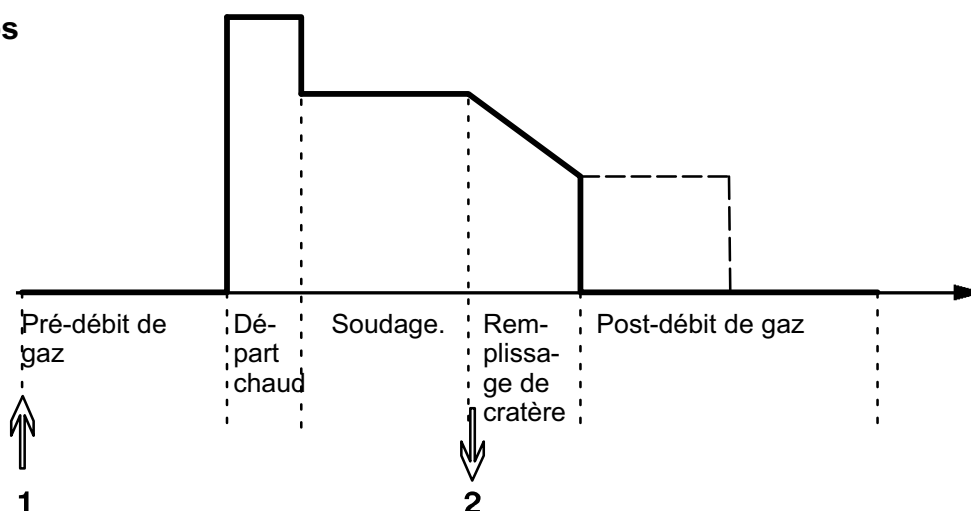 Pré-débit de
gaz
Dé-
part
chaud
Soudage.
Rem-
plissa-
ge de
cratère
Post-débit de gaz
1
2